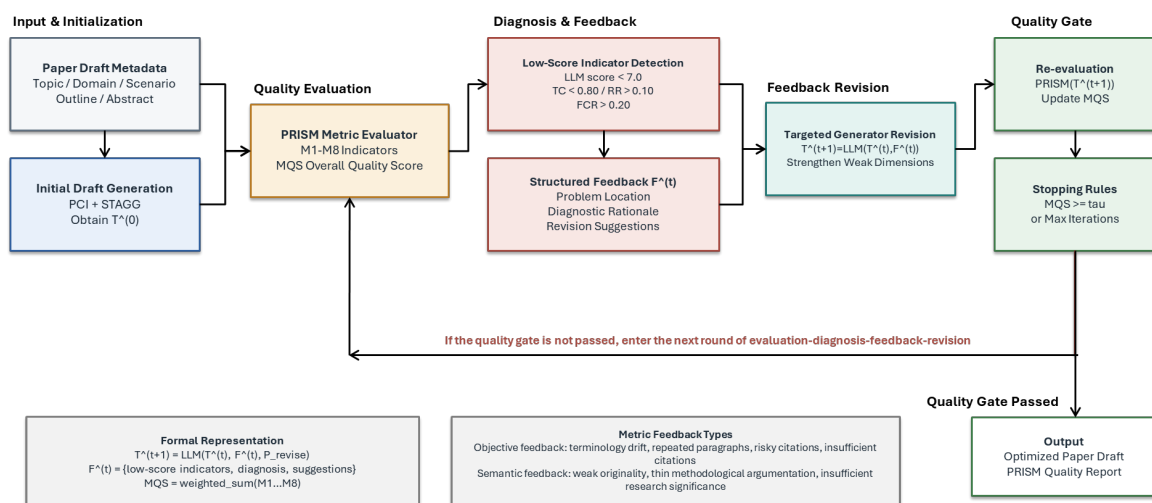 Input & Initialization
Paper Draft Metadata
Topic / Domain / Scenario
Outline / Abstract
Initial Draft Generation
PCI + STAGG
Obtain T^(0)
Quality Evaluation
PRISM Metric Evaluator
M1-M8 Indicators
MQS Overall Quality Score
Diagnosis & Feedback
Low-Score Indicator Detection
LLM score < 7.0
TC < 0.80 / RR > 0.10
FCR > 0.20
Structured Feedback F^(t)
Problem Location
Diagnostic Rationale
Revision Suggestions
Feedback Revision
Targeted Generator Revision
T^(t+1)=LLM(T^(t),F^(t))
Strengthen Weak Dimensions
Quality Gate
Re-evaluation
PRISM(T^(t+1))
Update MQS
Stopping Rules
MQS >= tau
or Max Iterations
If the quality gate is not passed, enter the next round of evaluation-diagnosis-feedback-revision
Quality Gate Passed
Output
Optimized Paper Draft
PRISM Quality Report
Formal Representation
T^(t+1) = LLM(T^(t), F^(t), P_revise)
F^(t) = {low-score indicators, diagnosis, suggestions}
MQS = weighted_sum(M1...M8)
Metric Feedback Types
Objective feedback: terminology drift, repeated paragraphs, risky citations, insufficient
citations
Semantic feedback: weak originality, thin methodological argumentation, insufficient
research significance